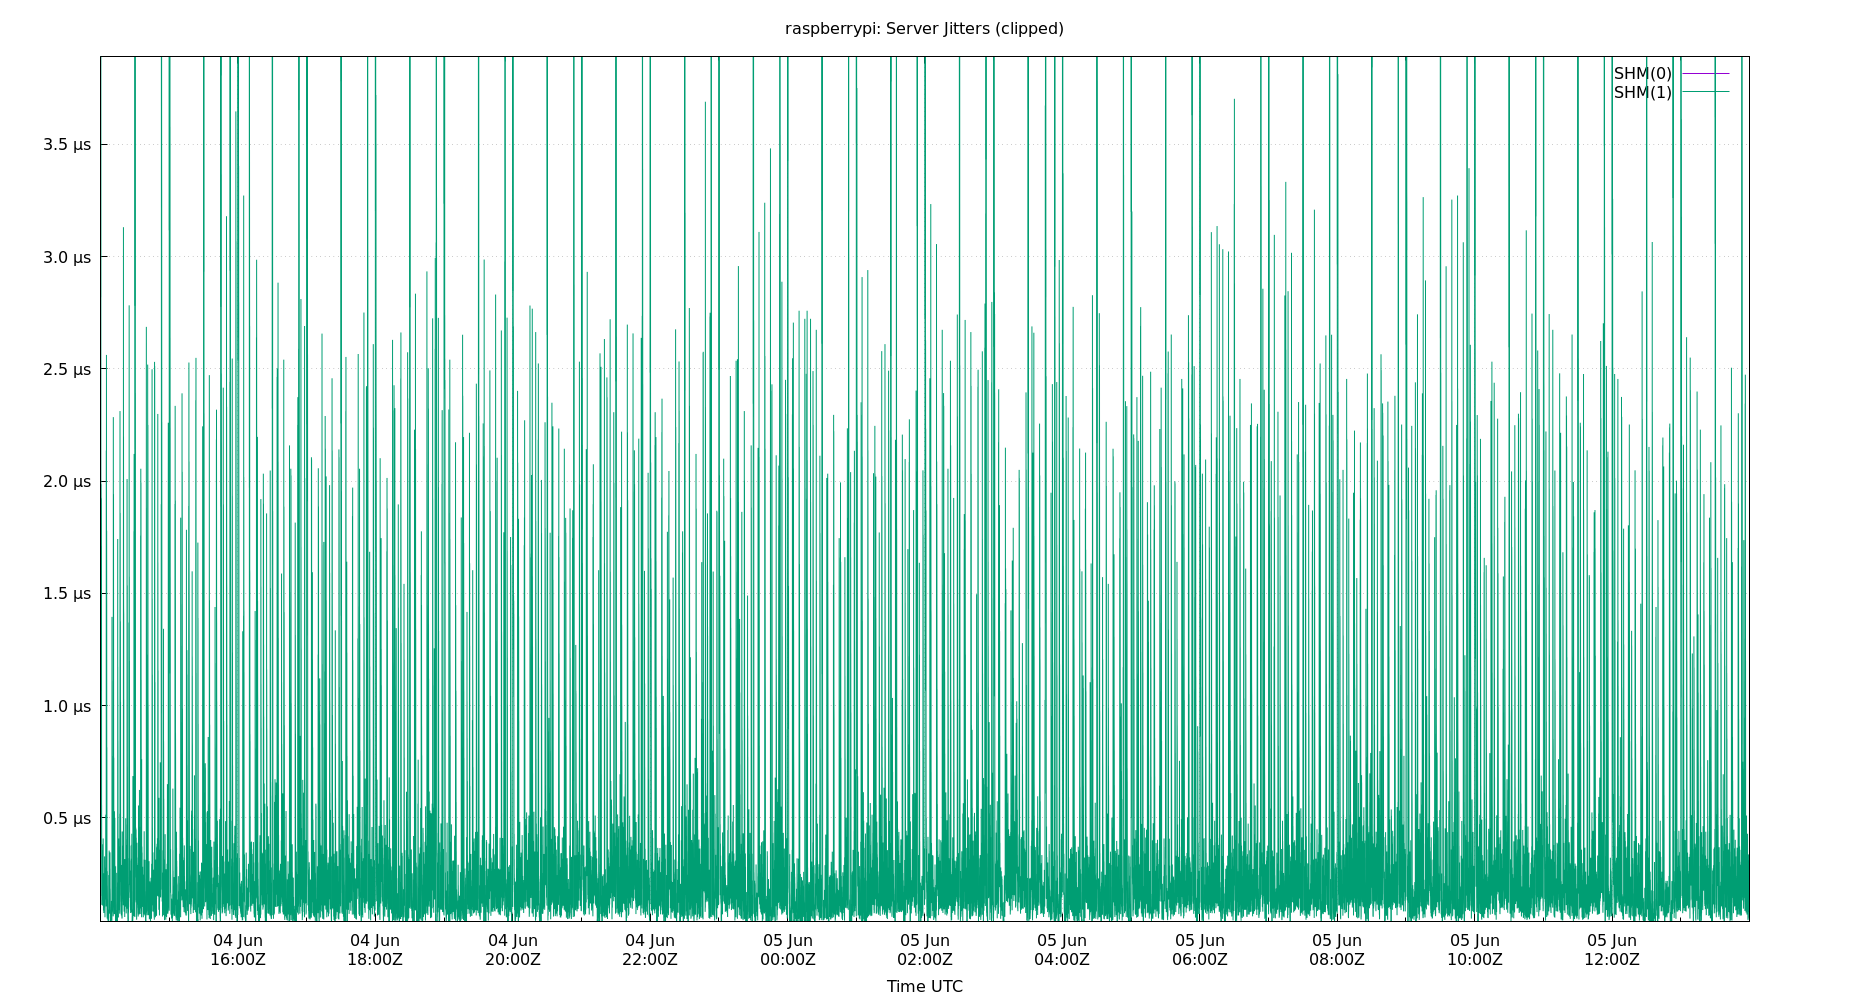 raspberrypi: Server Jitters (clipped)
SHM(0)
SHM(1)
3.5 µs
3.0 µs
2.5 µs
2.0 µs
1.5 µs
1.0 µs
0.5 µs
04 Jun 04 Jun 04 Jun 04 Jun 05 Jun 05 Jun 05 Jun 05 Jun 05 Jun 05 Jun 05 Jun
16:00Z 18:00Z 20:00Z 22:00Z 00:00Z 02:00Z 04:00Z 06:00Z 08:00Z 10:00Z 12:00Z
Time UTC